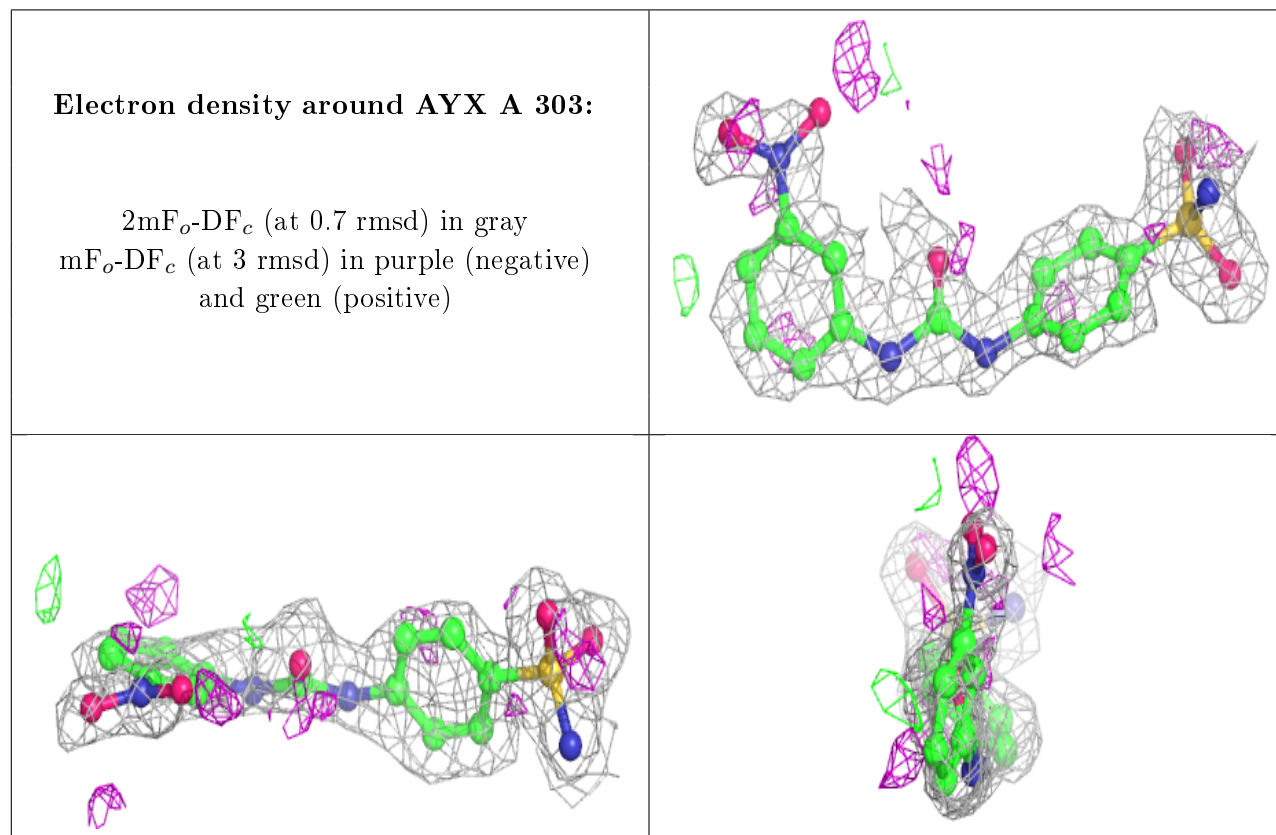 Electron density around AYX A 303:
2mFo-DFc (at 0.7 rmsd) in gray
mFo-DFc (at 3 rmsd) in purple (negative)
and green (positive)